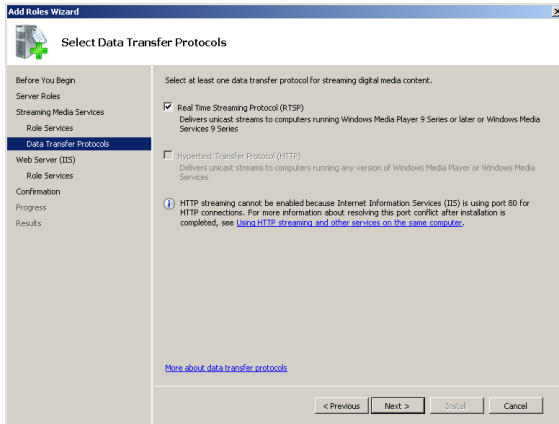 Add Roles Wizard
Select Data Transfer Protocols
Before You Begin
Server Roles
Streaming Media Services
Role Services
Data Transfer Protocols
Web Server (IIS)
Role Services
Confirmation
Progress
Results
Select at least one data transfer protocol for streaming digital media content.
Real Time Streaming Protocol (RTSP)
Delivers unicast streams to computers running Windows Media Player 9 Series or later or Windows Media
Services 9 Series
Hypertext Transfer Protocol (HTTP)
Delivers unicast streams to computers running any version of Windows Media Player or Windows Media
Services
HTTP streaming cannot be enabled because Internet Information Services (IIS) is using port 80 for
HTTP connections. For more information about resolving this port conflict after installation is
completed, see Using HTTP streaming and other services on the same computer.
More about data transfer protocols
< Previous
Next >
Install
Cancel